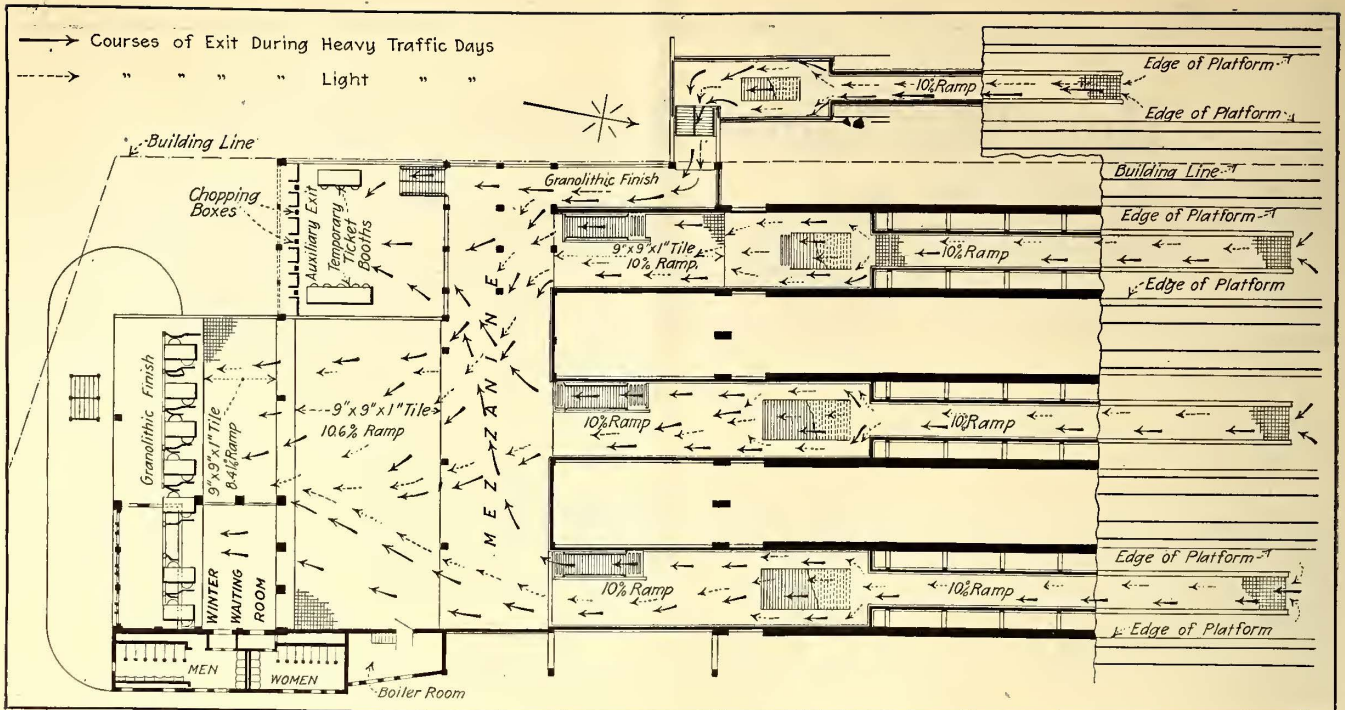 Courses of Exit During Heavy Traffic Days
" " " " Light " "
Edge of Platform
10% Ramp
Edge of Platform
Building Line
Building Line
Chopping
Boxes
Auxiliary Exit
Temporary
Ticket
Booths
Granolithic Finish
Edge of Platform
9"x9"x1" Tile
10% Ramp.
10% Ramp
Edge of Platform
MEZZANINE
Granolithic Finish
9"x9"x1" Tile
8.41% Ramp
9"x9"x1" Tile
10.6% Ramp
10% Ramp
10% Ramp
WINTER
WAITING
ROOM
Edge of Platform
10% Ramp
10% Ramp
Edge of Platform
MEN
WOMEN
Boiler Room